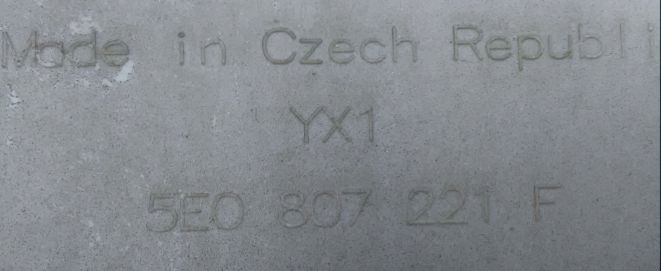 Made in Czech Republi
YX1
5E0 807 221 F